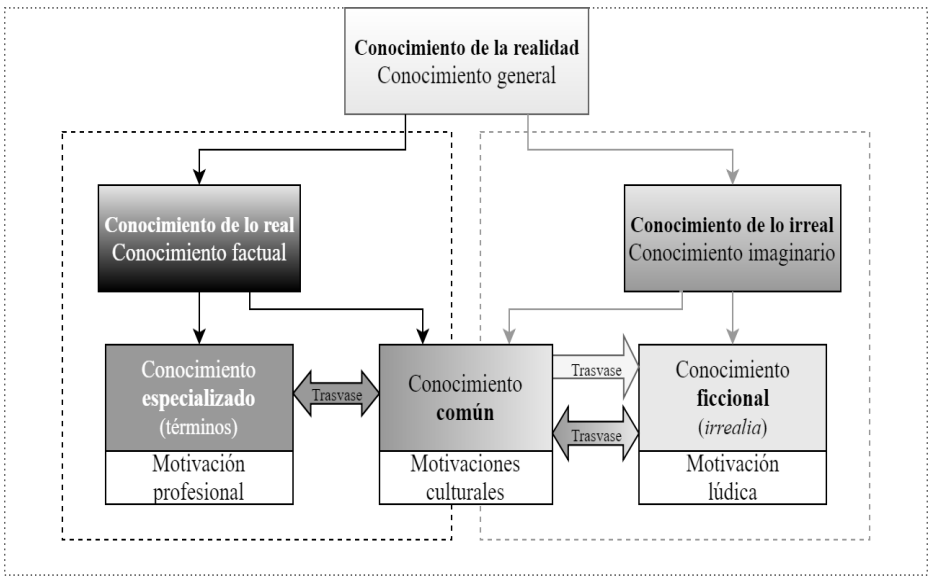 Conocimiento de la realidad
Conocimiento general
Conocimiento de lo real
Conocimiento factual
Conocimiento de lo irreal
Conocimiento imaginario
Conocimiento
especializado
(términos)
Motivación
profesional
Trasvase
Conocimiento
común
Motivaciones
culturales
Trasvase
Trasvase
Conocimiento
ficcional
(irrealia)
Motivación
lúdica